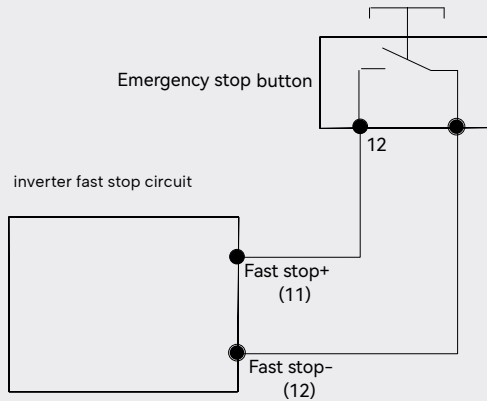 Emergency stop button
12
inverter fast stop circuit
Fast stop+
(11)
Fast stop-
(12)